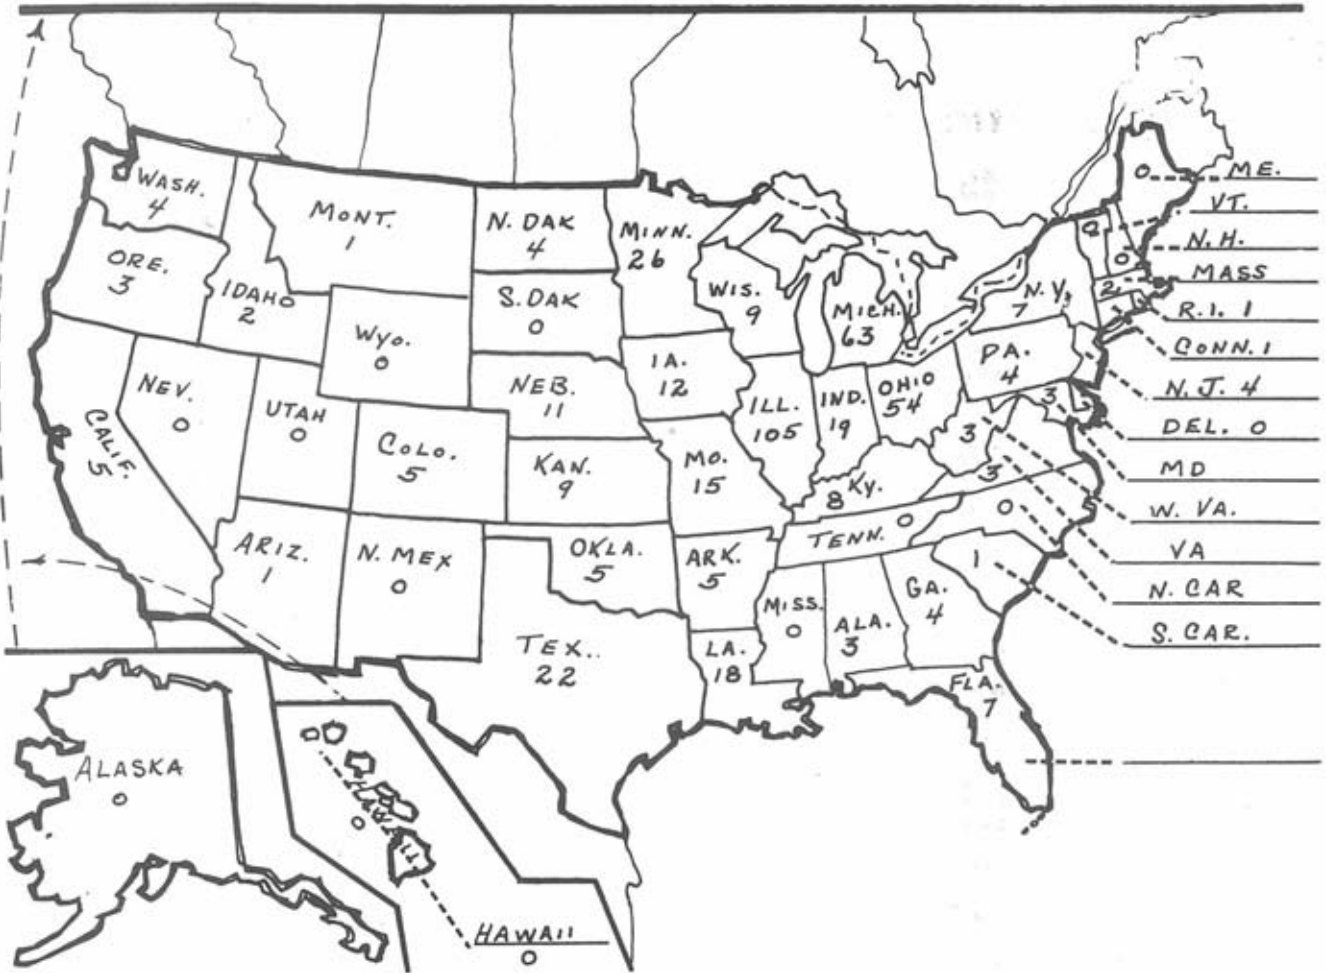 WASH.
4
ORE.
3
CALIF.
5
IDAHO
2
NEV.
0
MONT.
1
WYO.
0
UTAH
0
COLO.
5
ARIZ.
1
N. MEX
0
N. DAK
4
S. DAK
0
NEB.
11
KAN.
9
OKLA.
5
TEX..
22
MINN.
26
IA.
12
MO.
15
ARK.
5
LA.
18
WIS.
9
ILL.
105
MICH.
63
IND.
19
OHIO
54
8 KY.
TENN. 0
MISS.
0
ALA.
3
GA.
4
FLA.
7
PA.
4
N.Y.
7
0
0
0
2
3
3
3
0
1
ME.
VT.
N.H.
MASS
R.I. 1
CONN. 1
N.J. 4
DEL. 0
MD
W. VA.
VA
N. CAR
S. CAR.
ALASKA
0
HAWAII
0
HAWAII
0